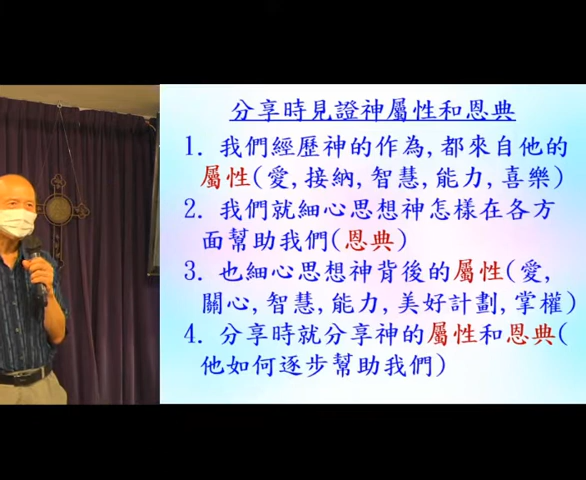 分享時見證神屬性和恩典
1. 我們經歷神的作為, 都來自他的
屬性(愛, 接納, 智慧, 能力, 喜樂)
2. 我們就細心思想神怎樣在各方
面幫助我們(恩典)
3. 也細心思想神背後的屬性(愛,
關心, 智慧, 能力, 美好計劃, 掌權)
4. 分享時就分享神的屬性和恩典(
他如何逐步幫助我們)